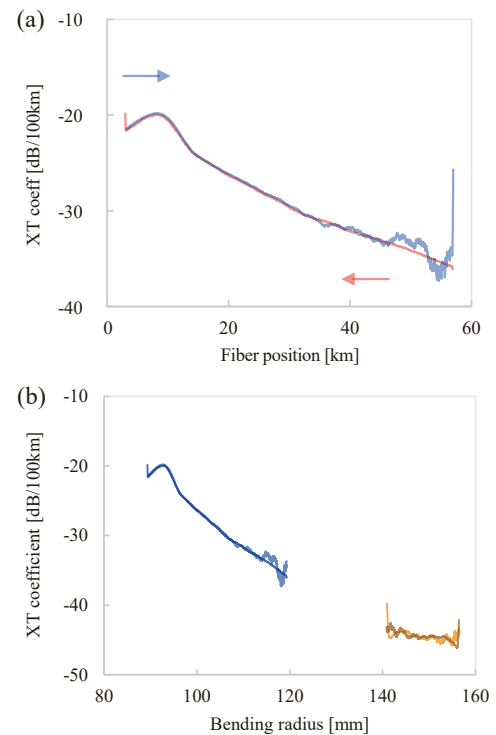 (a)
-10
-20
-30
-40
XT coeff [dB/100km]
0 20 40 60
Fiber position [km]
(b)
-10
-20
-30
-40
-50
XT coefficient [dB/100km]
80 100 120 140 160
Bending radius [mm]